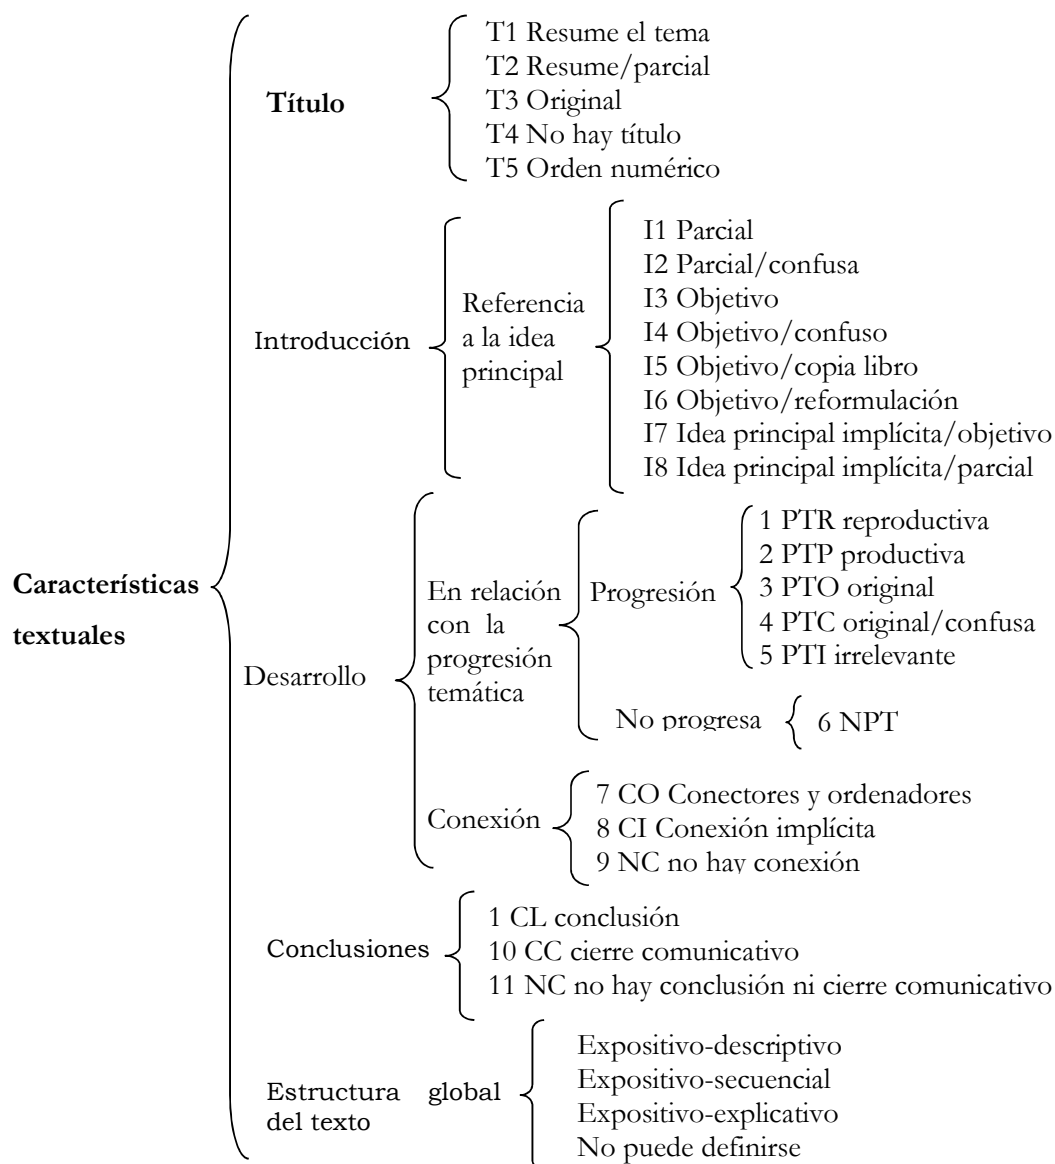 Características
textuales
Título
T1 Resume el tema
T2 Resume/parcial
T3 Original
T4 No hay título
T5 Orden numérico
Introducción
Referencia
a la idea
principal
I1 Parcial
I2 Parcial/confusa
I3 Objetivo
I4 Objetivo/confuso
I5 Objetivo/copia libro
I6 Objetivo/reformulación
I7 Idea principal implícita/objetivo
I8 Idea principal implícita/parcial
Desarrollo
En relación
con la
progresión
temática
Progresión
1 PTR reproductiva
2 PTP productiva
3 PTO original
4 PTC original/confusa
5 PTI irrelevante
No progresa
6 NPT
Conexión
7 CO Conectores y ordenadores
8 CI Conexión implícita
9 NC no hay conexión
Conclusiones
1 CL conclusión
10 CC cierre comunicativo
11 NC no hay conclusión ni cierre comunicativo
Estructura global
del texto
Expositivo-descriptivo
Expositivo-secuencial
Expositivo-explicativo
No puede definirse